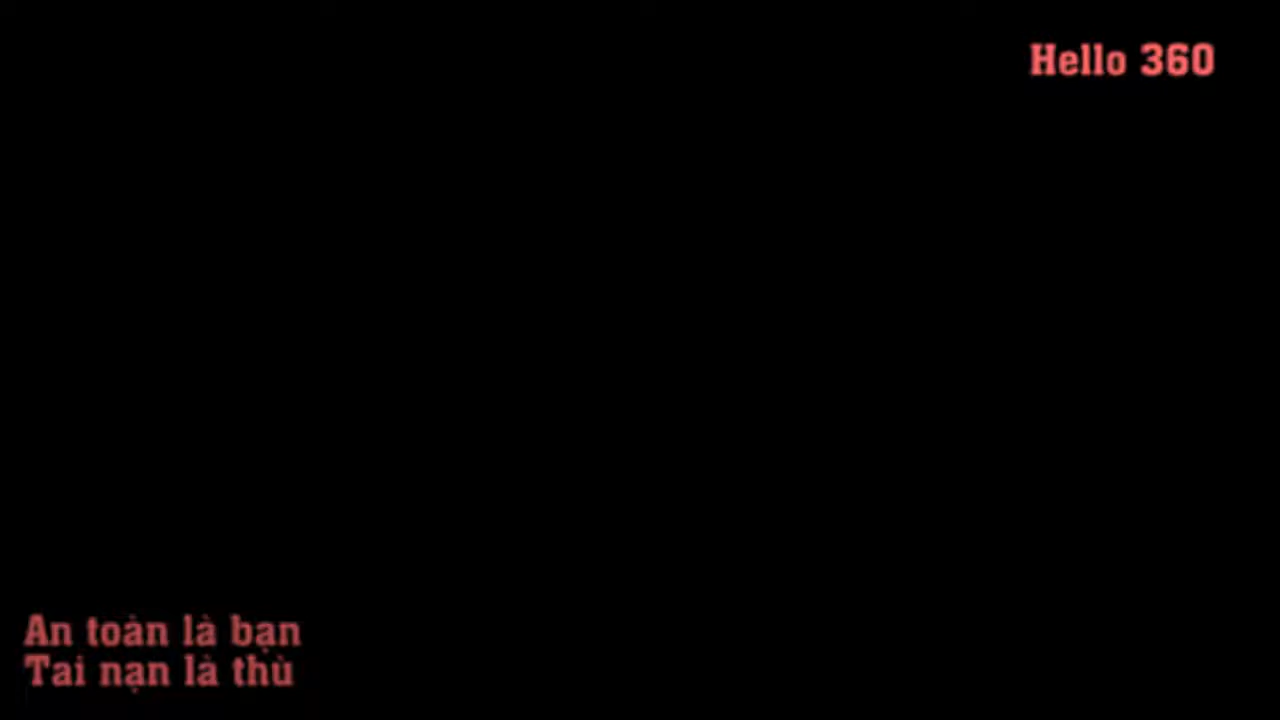 Hello 360
An toàn là bạn
Tai nạn là thù